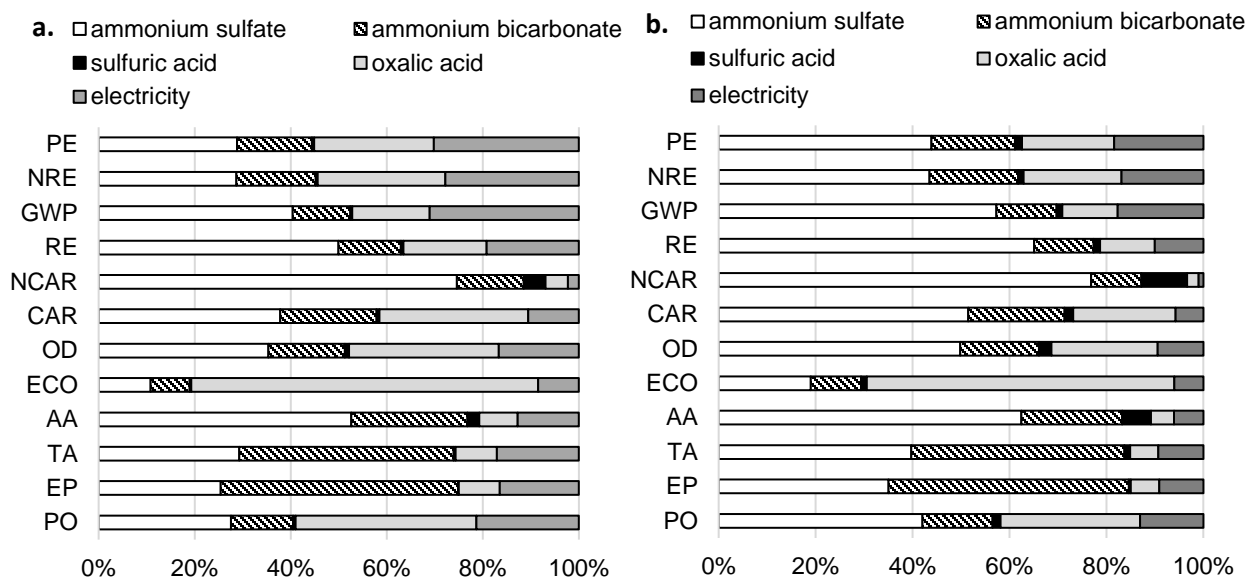 a. ammonium sulfate ammonium bicarbonate
sulfuric acid oxalic acid
electricity
PE
NRE
GWP
RE
NCAR
CAR
OD
ECO
AA
TA
EP
PO
0% 20% 40% 60% 80% 100%
b. ammonium sulfate ammonium bicarbonate
sulfuric acid oxalic acid
electricity
PE
NRE
GWP
RE
NCAR
CAR
OD
ECO
AA
TA
EP
PO
0% 20% 40% 60% 80% 100%